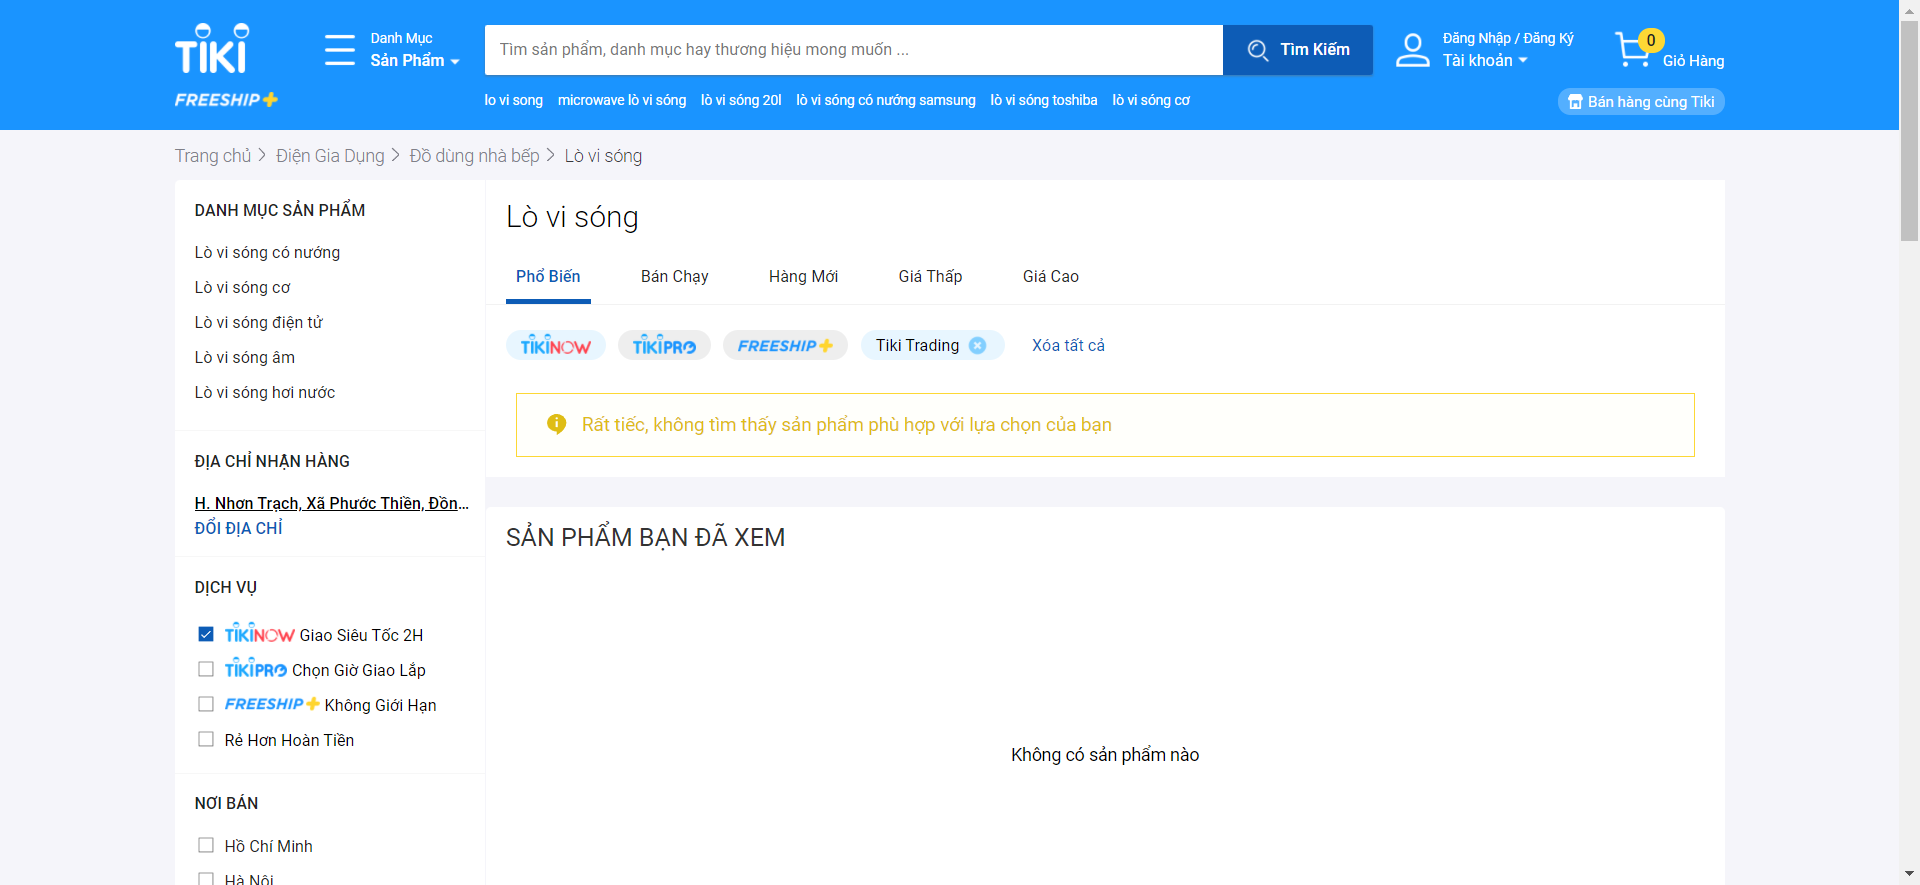 TIKI
FREESHIP+
Danh Mục
Sản Phẩm
Tìm sản phẩm, danh mục hay thương hiệu mong muốn ...
Tìm Kiếm
Đăng Nhập / Đăng Ký
Tài khoản
0
Giỏ Hàng
lo vi song microwave lò vi sóng lò vi sóng 20l lò vi sóng có nướng samsung lò vi sóng toshiba lò vi sóng cơ
Bán hàng cùng Tiki
Trang chủ Điện Gia Dụng Đồ dùng nhà bếp Lò vi sóng
DANH MỤC SẢN PHẨM
Lò vi sóng có nướng
Lò vi sóng cơ
Lò vi sóng điện tử
Lò vi sóng âm
Lò vi sóng hơi nước
ĐỊA CHỈ NHẬN HÀNG
H. Nhơn Trạch, Xã Phước Thiền, Đồn...
ĐỔI ĐỊA CHỈ
DỊCH VỤ
TIKINOW Giao Siêu Tốc 2H
TIKIPRO Chọn Giờ Giao Lắp
FREESHIP+ Không Giới Hạn
Rẻ Hơn Hoàn Tiền
NƠI BÁN
Hồ Chí Minh
Hà Nội
Lò vi sóng
Phổ Biến Bán Chạy Hàng Mới Giá Thấp Giá Cao
TIKINOW TIKIPRO FREESHIP+ Tiki Trading Xóa tất cả
Rất tiếc, không tìm thấy sản phẩm phù hợp với lựa chọn của bạn
SẢN PHẨM BẠN ĐÃ XEM
Không có sản phẩm nào